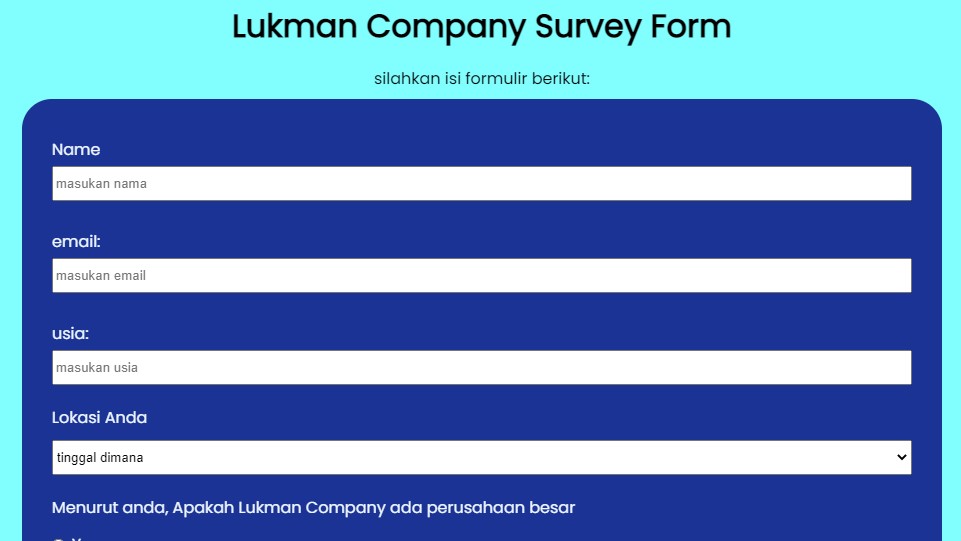 Lukman Company Survey Form
silahkan isi formulir berikut:
Name
masukan nama
email:
masukan email
usia:
masukan usia
Lokasi Anda
tinggal dimana
Menurut anda, Apakah Lukman Company ada perusahaan besar